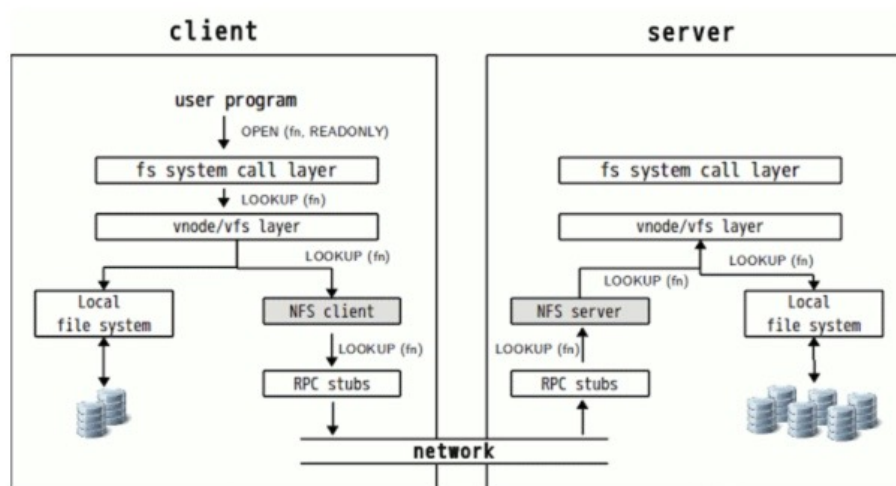 client
server
user program
OPEN (fn, READONLY)
fs system call layer
LOOKUP (fn)
vnode/vfs layer
LOOKUP (fn)
Local
file system
NFS client
LOOKUP (fn)
RPC stubs
fs system call layer
vnode/vfs layer
LOOKUP (fn)
LOOKUP (fn)
NFS server
Local
file system
LOOKUP (fn)
RPC stubs
network